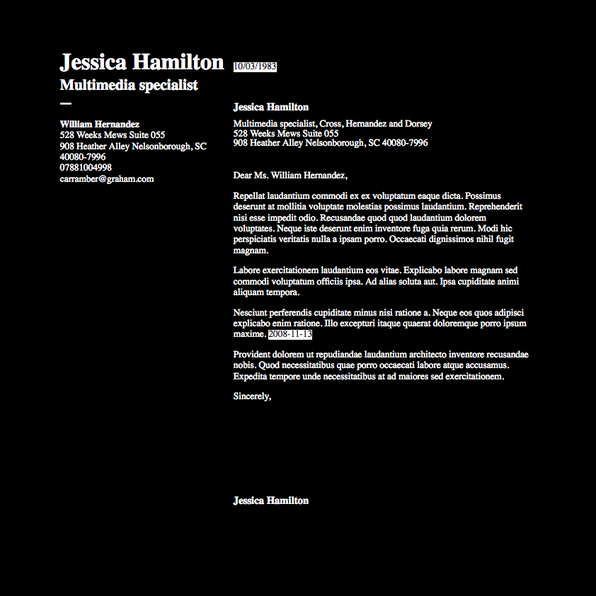 Jessica Hamilton
Multimedia specialist
William Hernandez
528 Weeks Mews Suite 055
908 Heather Alley Nelsonborough, SC
40080-7996
07881004998
carramber@graham.com
10/03/1983
Jessica Hamilton
Multimedia specialist, Cross, Hernandez and Dorsey
528 Weeks Mews Suite 055
908 Heather Alley Nelsonborough, SC 40080-7996
Dear Ms. William Hernandez,
Repellat laudantium commodi ex ex voluptatum eaque dicta. Possimus
deserunt at mollitia voluptate molestias possimus laudantium. Reprehenderit
nisi esse impedit odio. Recusandae quod quod laudantium dolorem
voluptates. Neque iste deserunt enim inventore fuga quia rerum. Modi hic
perspiciatis veritatis nulla a ipsam porro. Occaecati dignissimos nihil fugit
magnam.
Labore exercitationem laudantium eos vitae. Explicabo labore magnam sed
commodi voluptatum officiis ipsa. Ad alias soluta aut. Ipsa cupiditate animi
aliquam tempora.
Nesciunt perferendis cupiditate minus nisi ratione a. Neque eos quos adipisci
explicabo enim ratione. Illo excepturi itaque quaerat doloremque porro ipsum
maxime. 2008-11-13
Provident dolorem ut repudiandae laudantium architecto inventore recusandae
nobis. Quod necessitatibus quae porro occaecati labore atque accusamus.
Expedita tempore unde necessitatibus at ad maiores sed exercitationem.
Sincerely,
Jessica Hamilton